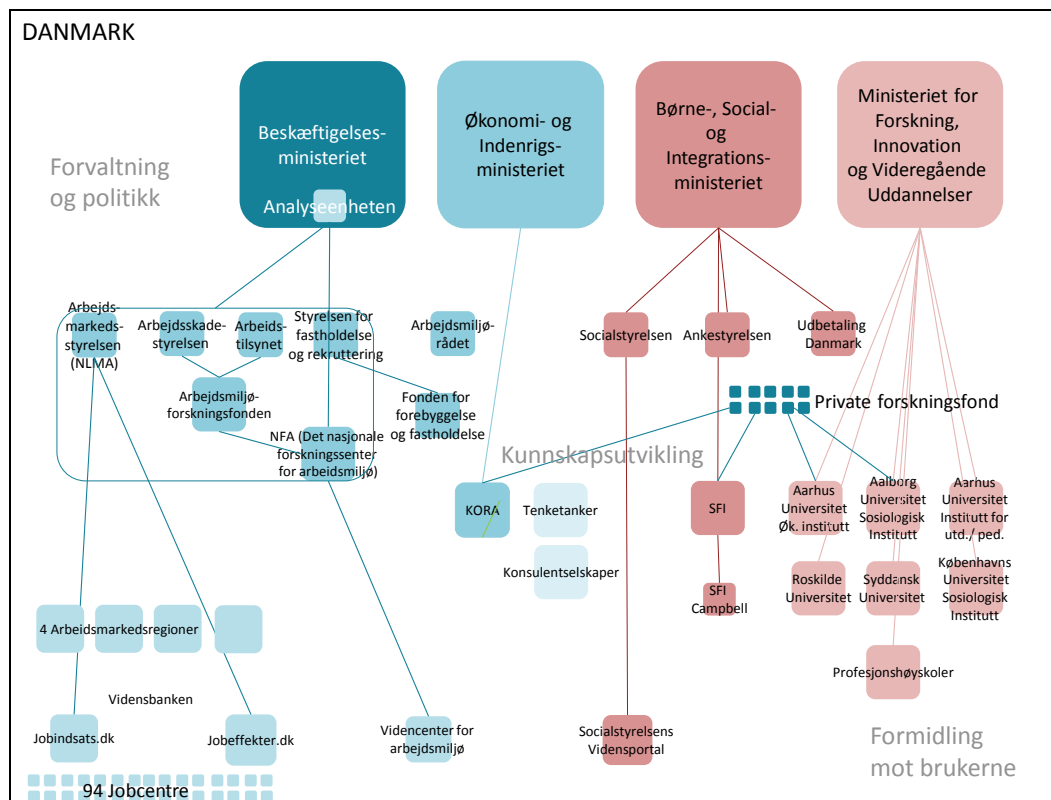 DANMARK
Beskæftigelses-
ministeriet
Analyseenheten
Økonomi- og
Indenrigs-
ministeriet
Børne-, Social-
og
Integrations-
ministeriet
Ministeriet for
Forskning,
Innovation
og Videregående
Uddannelser
Forvaltning
og politikk
Arbejds-
markeds-
styrelsen
(NLMA)
Arbejdsskade-
styrelsen
Arbeids-
tilsynet
Styrelsen for
fastholdelse
og rekruttering
Arbejdsmiljø-
rådet
Socialstyrelsen
Ankestyrelsen
Udbetaling
Danmark
Arbejdsmiljø-
forskningsfonden
Fonden for
forebyggelse
og fastholdelse
Private forskningsfond
NFA (Det nasjonale
forskningssenter
for arbeidsmiljø)
Kunnskapsutvikling
KORA
Tenketanker
SFI
Aarhus
Universitet
Øk. institutt
Aalborg
Universitet
Sosiologisk
Institutt
Aarhus
Universitet
Institutt for
utd./ ped.
Konsulentselskaper
SFI
Campbell
Roskilde
Universitet
Syddansk
Universitet
Københavns
Universitet
Sosiologisk
Institutt
4 Arbeidsmarkedsregioner
Profesjonshøyskoler
Vidensbanken
Jobindsats.dk
Jobeffekter.dk
Videncenter for
arbejdsmiljø
Socialstyrelsens
Vidensportal
Formidling
mot brukerne
94 Jobcentre